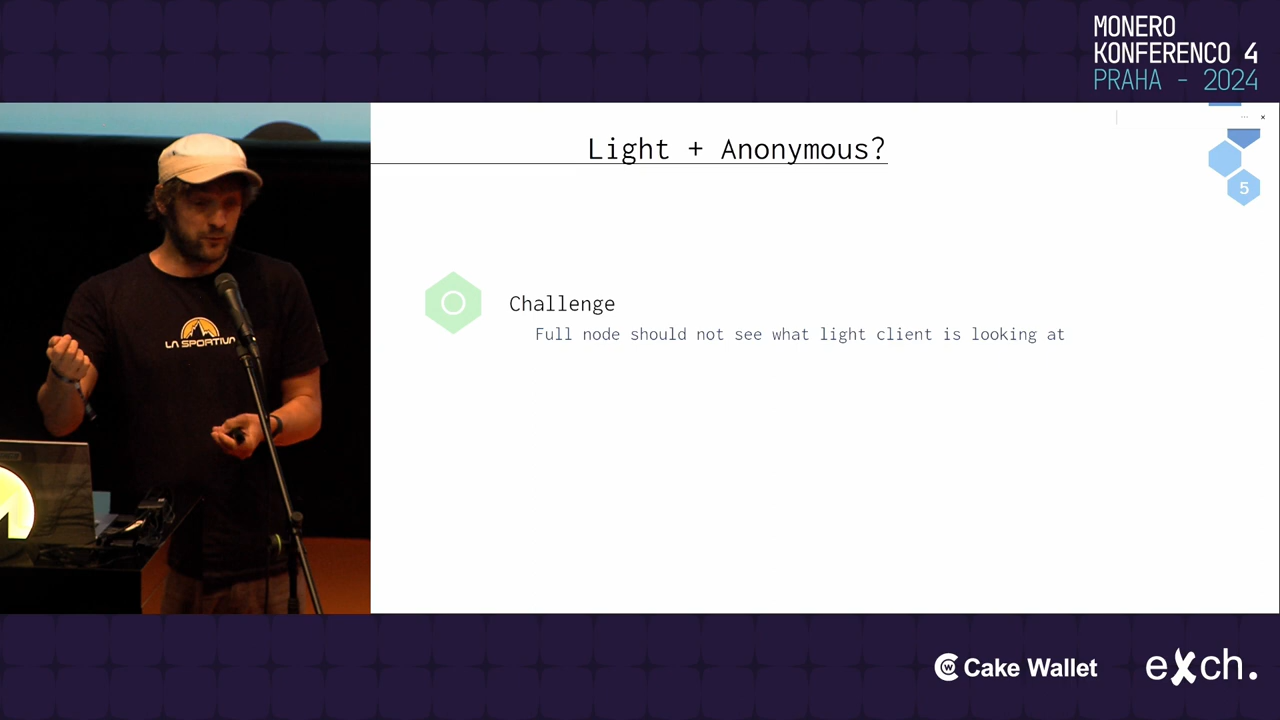 MONERO
KONFERENCO 4
PRAHA - 2024
Light + Anonymous?
5
Challenge
Full node should not see what light client is looking at
LA SPORTIVA
Cake Wallet
exch.